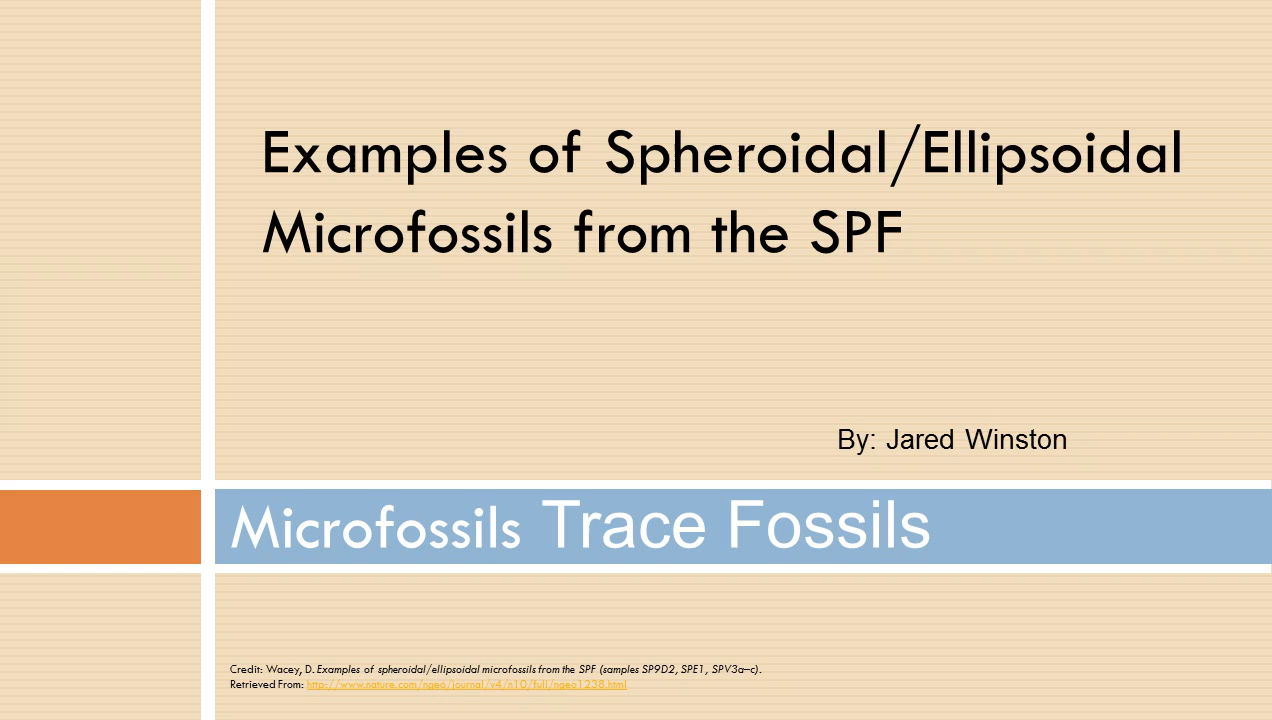 Examples of Spheroidal/Ellipsoidal
Microfossils from the SPF
By: Jared Winston
Microfossils Trace Fossils
Credit: Wacey, D. Examples of spheroidal/ellipsoidal microfossils from the SPF (samples SP9D2, SPE1, SPV3a–c).
Retrieved From: http://www.nature.com/ngeo/journal/v4/n10/full/ngeo1238.html